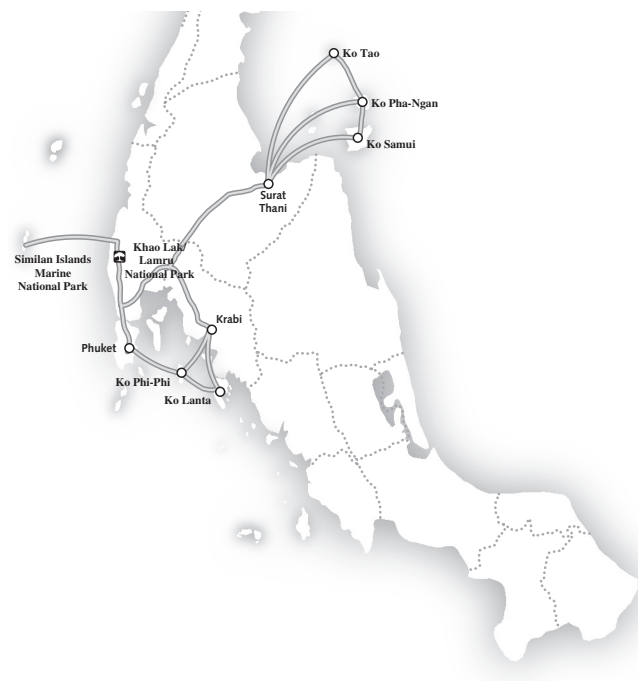 Ko Tao
Ko Pha-Ngan
Ko Samui
Surat
Thani
Khao Lak/
Lamru
National Park
Similan Islands
Marine
National Park
Krabi
Phuket
Ko Phi-Phi
Ko Lanta